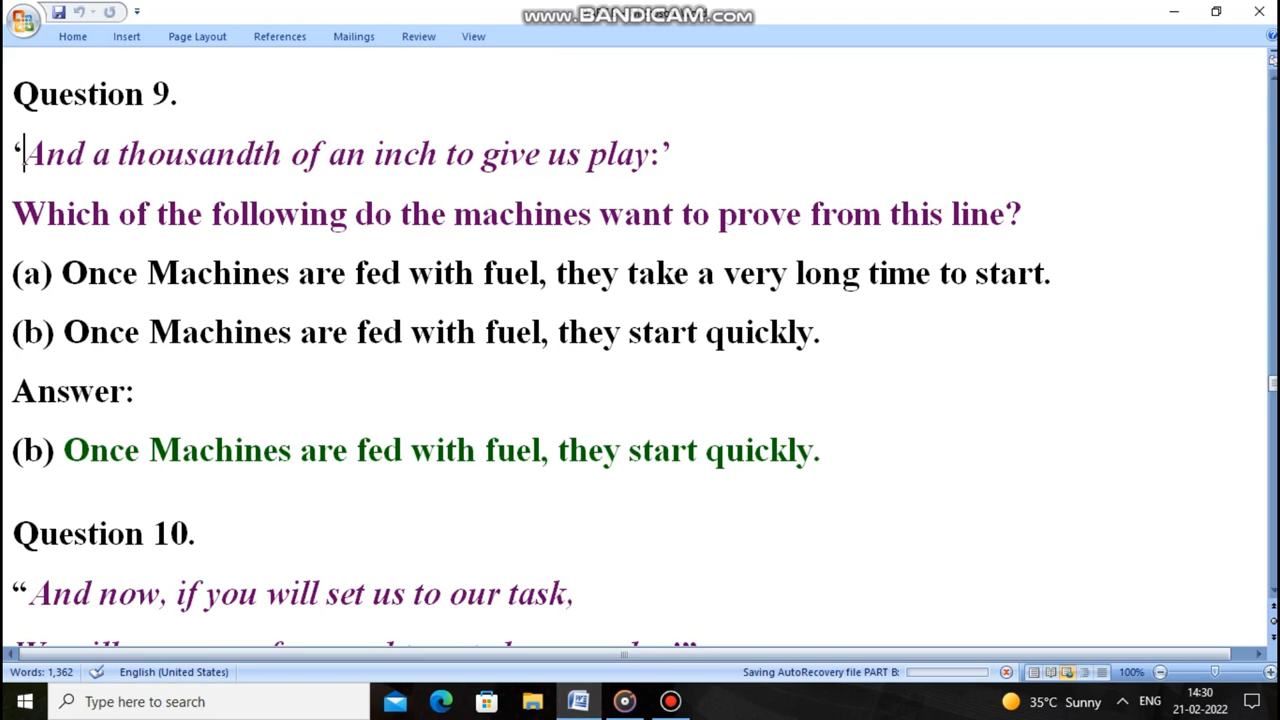 www.BANDICAM.com
Home Insert Page Layout References Mailings Review View
Question 9.
‘And a thousandth of an inch to give us play:’
Which of the following do the machines want to prove from this line?
(a) Once Machines are fed with fuel, they take a very long time to start.
(b) Once Machines are fed with fuel, they start quickly.
Answer:
(b) Once Machines are fed with fuel, they start quickly.
Question 10.
“ And now, if you will set us to our task,
Words: 1,362 English (United States) Saving AutoRecovery file PART B: 100%
Type here to search 35°C Sunny ENG 14:30
21-02-2022